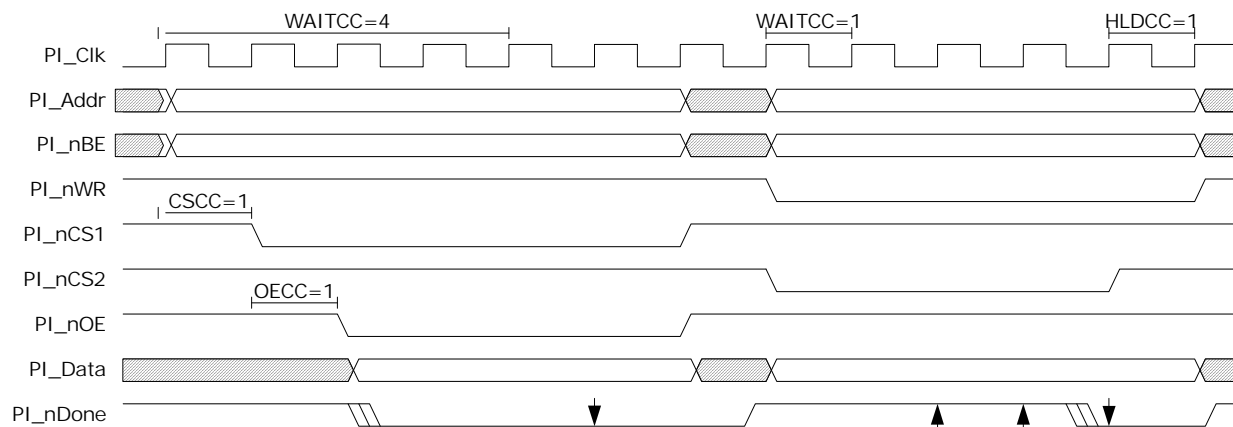 WAITCC=4 WAITCC=1 HLDCC=1
PI_Clk
PI_Addr
PI_nBE
PI_nWR
CSCC=1
PI_nCS1
PI_nCS2
OECC=1
PI_nOE
PI_Data
PI_nDone